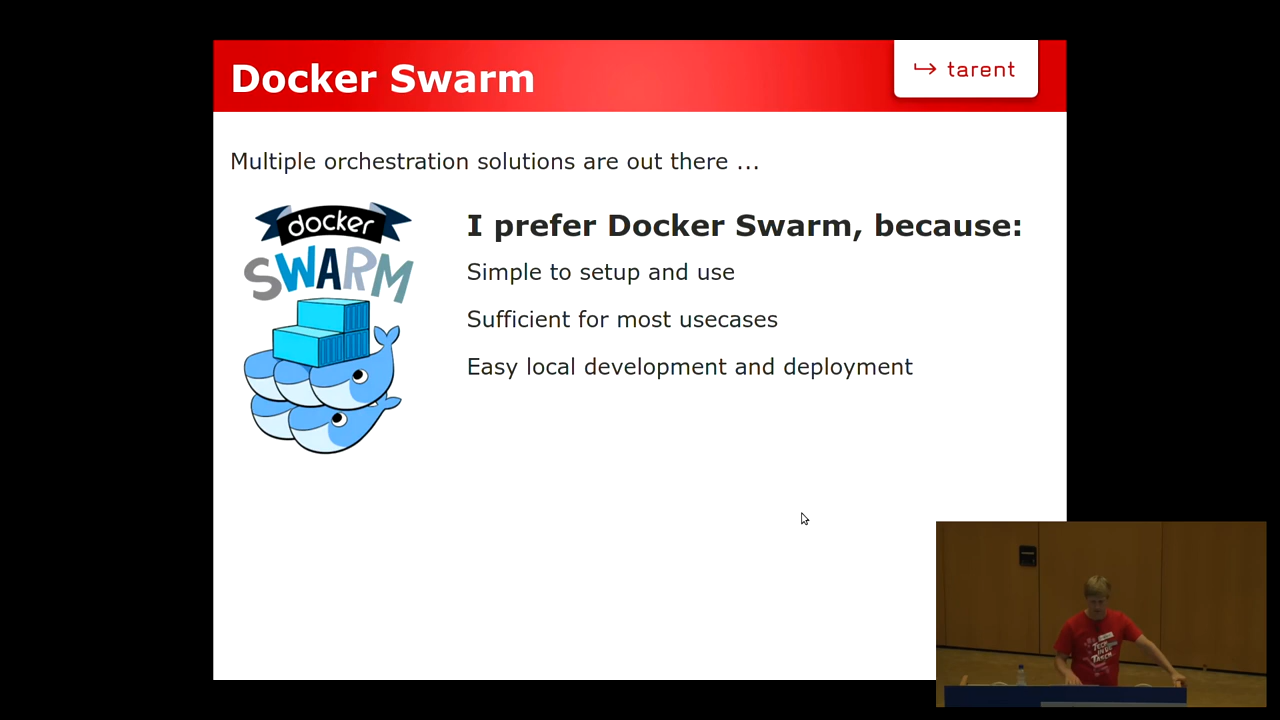 Docker Swarm
↪ tarent
Multiple orchestration solutions are out there ...
docker
SWARM
I prefer Docker Swarm, because:
Simple to setup and use
Sufficient for most usecases
Easy local development and deployment